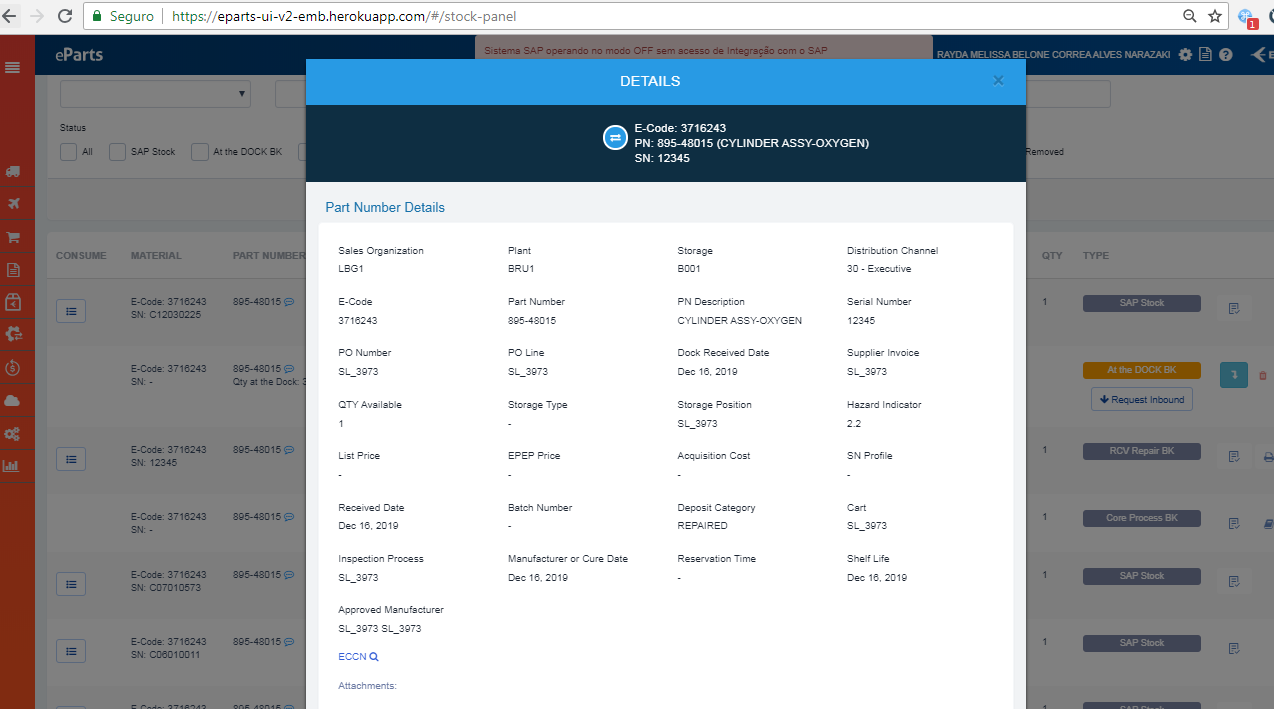 Seguro https://eparts-ui-v2-emb.herokuapp.com/#/stock-panel
1
eParts
Sistema SAP operando no modo OFF sem acesso de Integração com o SAP
RAYDA MELISSA BELONE CORREA ALVES NARAZAKI
DETAILS
Status
All SAP Stock At the DOCK BK Removed
E-Code: 3716243
PN: 895-48015 (CYLINDER ASSY-OXYGEN)
SN: 12345
Part Number Details
Sales Organization Plant Storage Distribution Channel
LBG1 BRU1 B001 30 - Executive
E-Code Part Number PN Description Serial Number
3716243 895-48015 CYLINDER ASSY-OXYGEN 12345
PO Number PO Line Dock Received Date Supplier Invoice
SL_3973 SL_3973 Dec 16, 2019 SL_3973
QTY Available Storage Type Storage Position Hazard Indicator
1 - SL_3973 2.2
List Price EPEP Price Acquisition Cost SN Profile
- - - -
Received Date Batch Number Deposit Category Cart
Dec 16, 2019 - REPAIRED SL_3973
Inspection Process Manufacturer or Cure Date Reservation Time Shelf Life
SL_3973 Dec 16, 2019 - Dec 16, 2019
Approved Manufacturer
SL_3973 SL_3973
ECCN
Attachments:
CONSUME MATERIAL PART NUMBER QTY TYPE
E-Code: 3716243 895-48015 1 SAP Stock
SN: C12030225
E-Code: 3716243 895-48015 At the DOCK BK
SN: - Qty at the Dock: 3
Request Inbound
E-Code: 3716243 895-48015 1 RCV Repair BK
SN: 12345
E-Code: 3716243 895-48015 1 Core Process BK
SN: -
E-Code: 3716243 895-48015 1 SAP Stock
SN: C07010573
E-Code: 3716243 895-48015 1 SAP Stock
SN: C06010011
E-Code: 3716243 895-48015 1 SAP Stock